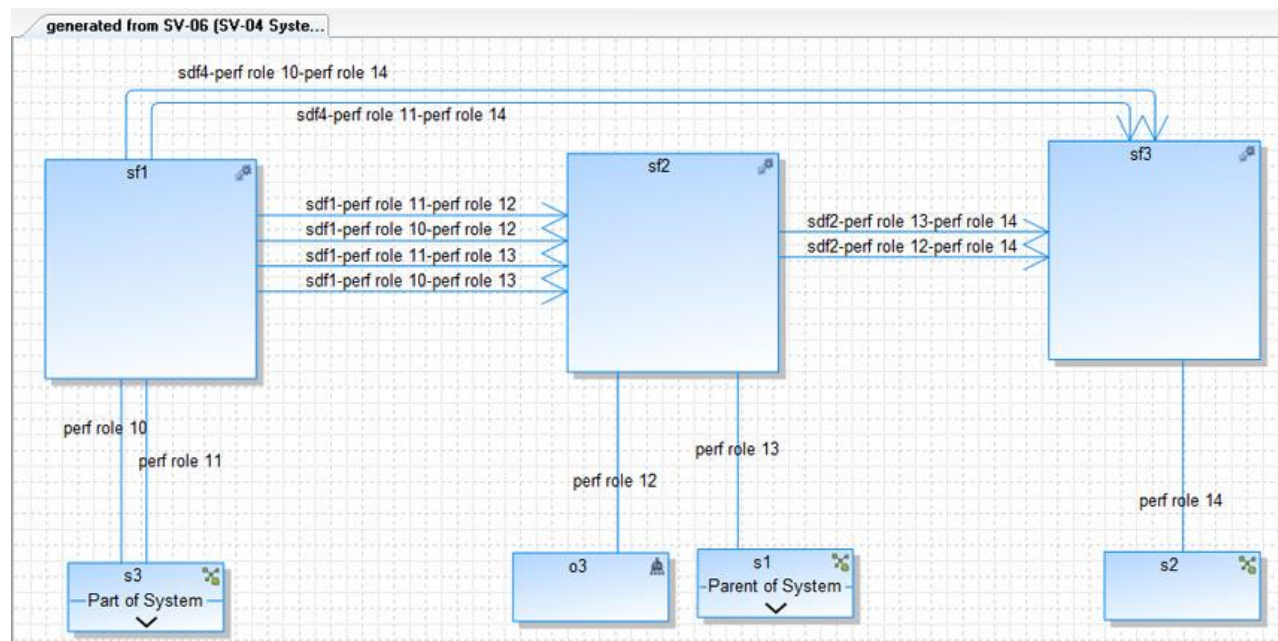 generated from SV-06 (SV-04 Syste...
sdf4-perf role 10-perf role 14
sdf4-perf role 11-perf role 14
sf1
sf2
sf3
sdf1-perf role 11-perf role 12
sdf1-perf role 10-perf role 12
sdf1-perf role 11-perf role 13
sdf1-perf role 10-perf role 13
sdf2-perf role 13-perf role 14
sdf2-perf role 12-perf role 14
perf role 10
perf role 11
perf role 12
perf role 13
perf role 14
s3
Part of System
o3
s1
Parent of System
s2